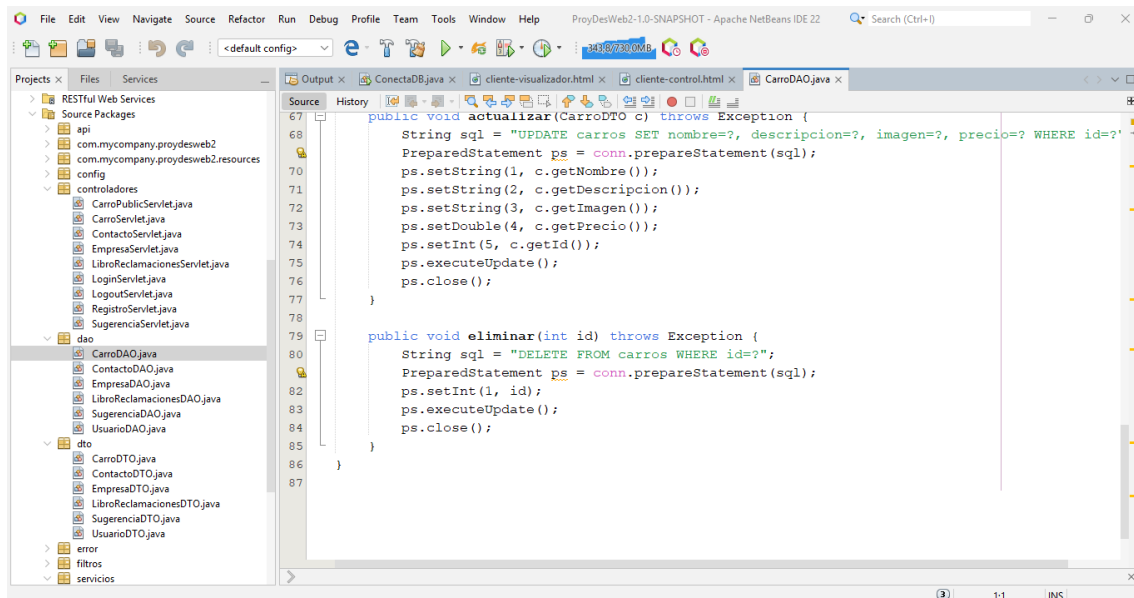 File Edit View Navigate Source Refactor Run Debug Profile Team Tools Window Help ProyDesWeb2-1.0-SNAPSHOT - Apache NetBeans IDE 22 Search (Ctrl+I)
<default config> 343,8/730,0MB
Projects × Files Services
Output × ConectaDB.java × cliente-visualizador.html × cliente-control.html × CarroDAO.java ×
Source History
RESTful Web Services
Source Packages
api
com.mycompany.proydesweb2
com.mycompany.proydesweb2.resources
config
controladores
CarroPublicServlet.java
CarroServlet.java
ContactoServlet.java
EmpresaServlet.java
LibroReclamacionesServlet.java
LoginServlet.java
LogoutServlet.java
RegistroServlet.java
SugerenciaServlet.java
dao
CarroDAO.java
ContactoDAO.java
EmpresaDAO.java
LibroReclamacionesDAO.java
SugerenciaDAO.java
UsuarioDAO.java
dto
CarroDTO.java
ContactoDTO.java
EmpresaDTO.java
LibroReclamacionesDTO.java
SugerenciaDTO.java
UsuarioDTO.java
error
filtros
servicios
67 public void actualizar(CarroDTO c) throws Exception {
68 String sql = "UPDATE carros SET nombre=?, descripcion=?, imagen=?, precio=? WHERE id=?"
PreparedStatement ps = conn.prepareStatement(sql);
70 ps.setString(1, c.getNombre());
71 ps.setString(2, c.getDescripcion());
72 ps.setString(3, c.getImagen());
73 ps.setDouble(4, c.getPrecio());
74 ps.setInt(5, c.getId());
75 ps.executeUpdate();
76 ps.close();
77 }
78
79 public void eliminar(int id) throws Exception {
80 String sql = "DELETE FROM carros WHERE id=?";
PreparedStatement ps = conn.prepareStatement(sql);
82 ps.setInt(1, id);
83 ps.executeUpdate();
84 ps.close();
85 }
86 }
87
3 1:1 INS